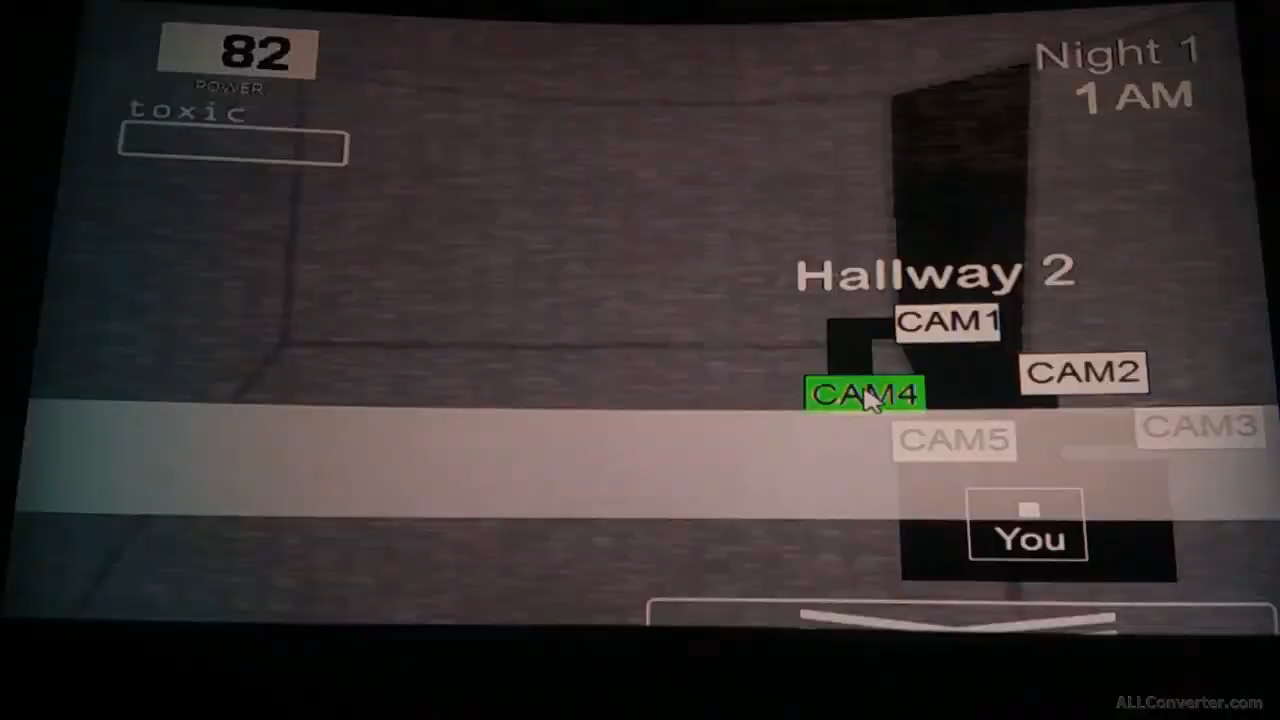 82
POWER
toxic
Night 1
1 AM
Hallway 2
CAM1
CAM2
CAM4
CAM3
CAM5
You
ALLConverter.com